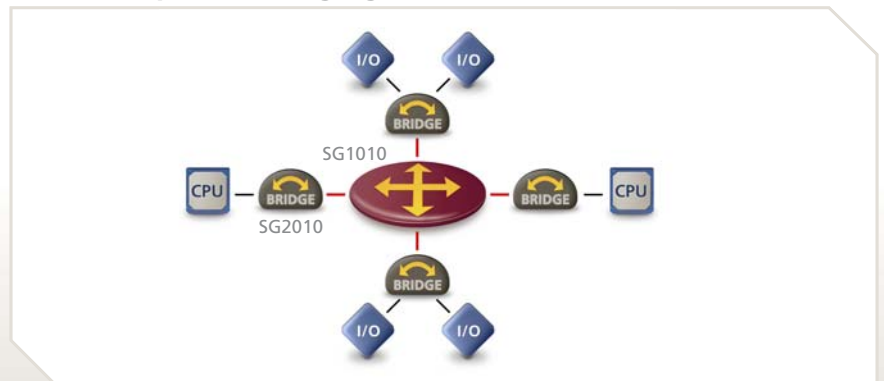 I/O
I/O
BRIDGE
SG1010
CPU
BRIDGE
BRIDGE
CPU
SG2010
BRIDGE
I/O
I/O